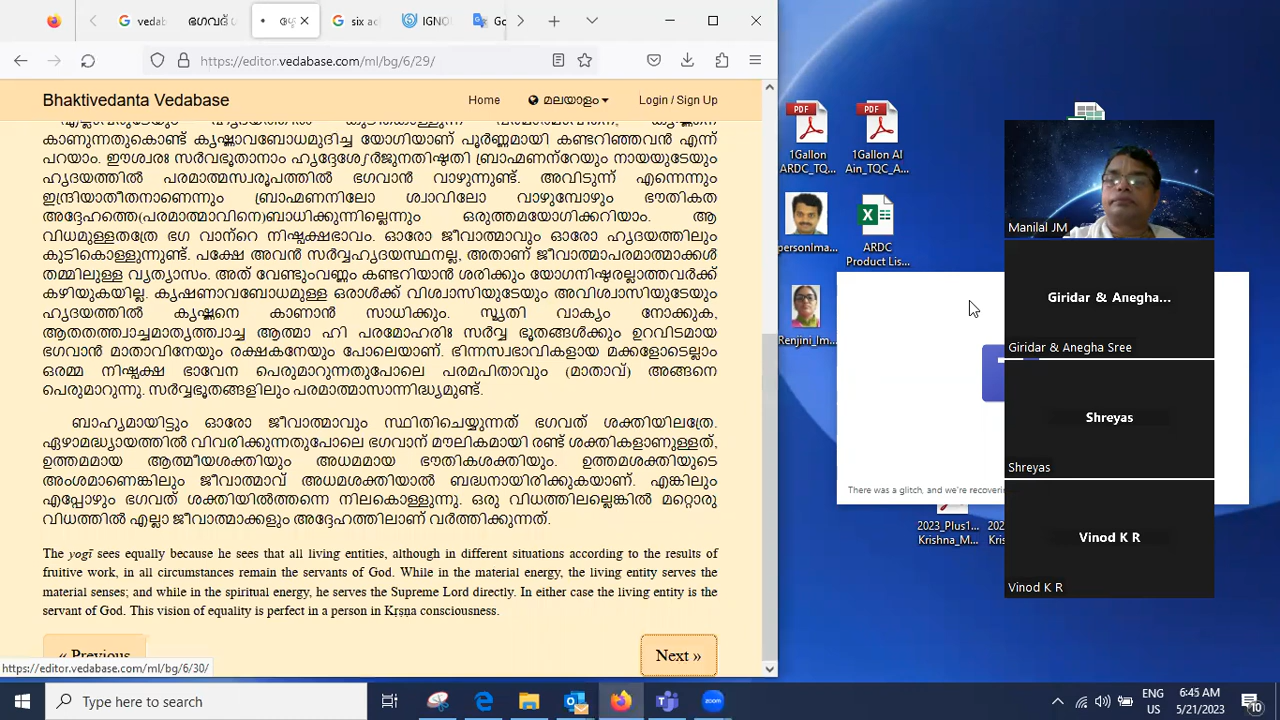 vedab
ഭഗവദ് ഗ
ശ്ലോ
six ac
IGNOU
Go
https://editor.vedabase.com/ml/bg/6/29/
Bhaktivedanta Vedabase
Home
മലയാളം
Login / Sign Up
കാണുന്നതുകൊണ്ട് കൃഷ്ണാവബോധമുദിച്ച യോഗിയാണ് പൂർണ്ണമായി കണ്ടറിഞ്ഞവൻ എന്ന്
പറയാം. ഈശ്വരഃ സർവഭൂതാനാം ഹൃദ്ദേശേർജുനതിഷ്ഠതി ബ്രാഹ്മണന്റേയും നായയുടേയും
ഹൃദത്തിൽ പരമാത്മസ്വരൂപത്തിൽ ഭഗവാൻ വാഴുന്നുണ്ട്. അവിടുന്ന് എന്നെന്നും
ഇന്ദ്രിയാതീതനാണെന്നും ബ്രാഹ്മണനിലോ ശ്വാവിലോ വാഴുമ്പോഴും ഭൗതികത
അദ്ദേഹത്തെ(പരമാത്മാവിനെ)ബാധിക്കുന്നില്ലെന്നും ഒരുത്തമയോഗിക്കറിയാം. ആ
വിധമുള്ളതത്രേ ഭഗ വാന്റെ നിഷ്പക്ഷഭാവം. ഓരോ ജീവാത്മാവും ഓരോ ഹൃദയത്തിലും
കുടികൊള്ളുന്നുണ്ട്. പക്ഷേ അവൻ സർവ്വഹൃദയസ്ഥനല്ല, അതാണ് ജീവാത്മാപരമാത്മാക്കൾ
തമ്മിലുള്ള വ്യത്യാസം. അത് വേണ്ടുംവണ്ണം കണ്ടറിയാൻ ശരിക്കും യോഗനിഷ്ഠരല്ലാത്തവർക്ക്
കഴിയുകയില്ല. കൃഷണാവബോധമുള്ള ഒരാൾക്ക് വിശ്വാസിയുടേയും അവിശ്വാസിയുടേയും
ഹൃദയത്തിൽ കൃഷ്ണനെ കാണാൻ സാധിക്കും. സ്മൃതി വാക്യം നോക്കുക,
ആതതത്വാച്ചമാതൃത്ത്വാച്ച ആത്മാ ഹി പരമോഹരിഃ സർവ്വ ഭൂതങ്ങൾക്കും ഉറവിടമായ
ഭഗവാൻ മാതാവിനേയും രക്ഷകനേയും പോലെയാണ്. ഭിന്നസ്വഭാവികളായ മക്കളോടെല്ലാം
ഒരമ്മ നിഷ്പക്ഷ ഭാവേന പെരുമാറുന്നതുപോലെ പരമപിതാവും (മാതാവ്) അങ്ങനെ
പെരുമാറുന്നു. സർവ്വഭൂതങ്ങളിലും പരമാത്മാസാന്നിദ്ധ്യമുണ്ട്.
ബാഹ്യമായിട്ടും ഓരോ ജീവാത്മാവും സ്ഥിതിചെയ്യുന്നത് ഭഗവത് ശക്തിയിലത്രേ.
ഏഴാമദ്ധ്യായത്തിൽ വിവരിക്കുന്നതുപോലെ ഭഗവാന് മൗലികമായി രണ്ട് ശക്തികളാണുള്ളത്,
ഉത്തമമായ ആത്മീയശക്തിയും അധമമായ ഭൗതികശക്തിയും. ഉത്തമശക്തിയുടെ
അംശമാണെങ്കിലും ജീവാത്മാവ് അധമശക്തിയാൽ ബദ്ധനായിരിക്കുകയാണ്. എങ്കിലും
എപ്പോഴും ഭഗവത് ശക്തിയിൽതന്നെ നിലകൊള്ളുന്നു. ഒരു വിധത്തിലല്ലെങ്കിൽ മറ്റൊരു
വിധത്തിൽ എല്ലാ ജീവാത്മാക്കളും അദ്ദേഹത്തിലാണ് വർത്തിക്കുന്നത്.
The yogī sees equally because he sees that all living entities, although in different situations according to the results of
fruitive work, in all circumstances remain the servants of God. While in the material energy, the living entity serves the
material senses; and while in the spiritual energy, he serves the Supreme Lord directly. In either case the living entity is the
servant of God. This vision of equality is perfect in a person in Kṛṣṇa consciousness.
« Previous
Next »
https://editor.vedabase.com/ml/bg/6/30/
1Gallon
ARDC_TQ...
1Gallon Al
Ain_TQC_A...
personIma...
ARDC
Product Lis...
Renjini_Im...
Manilal JM
Giridar & Anegha...
Giridar & Anegha Sree
Shreyas
Shreyas
There was a glitch, and we're recoverin
2023_Plus1...
Krishna_M...
Vinod K R
Vinod K R
Type here to search
ENG
US
6:45 AM
5/21/2023
10